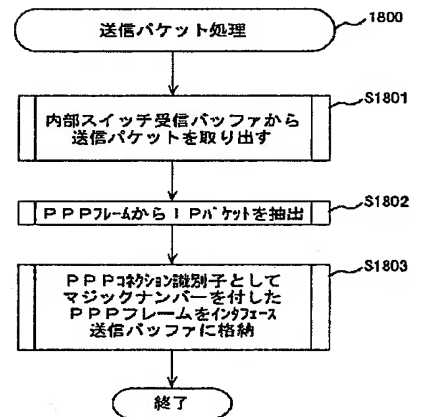 送信パケット処理
1800
内部スイッチ受信バッファから
送信パケットを取り出す
S1801
PPPフレームからIPパケットを抽出
S1802
PPPコネクション識別子として
マジックナンバーを付した
PPPフレームをインタフェース
送信バッファに格納
S1803
終了